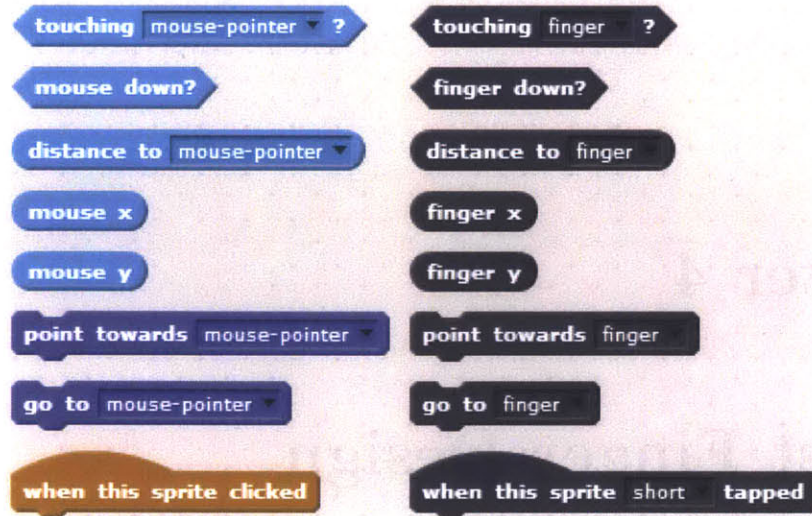 touching mouse-pointer ? touching finger ?
mouse down? finger down?
distance to mouse-pointer distance to finger
mouse x finger x
mouse y finger y
point towards mouse-pointer point towards finger
go to mouse-pointer go to finger
when this sprite clicked when this sprite short tapped